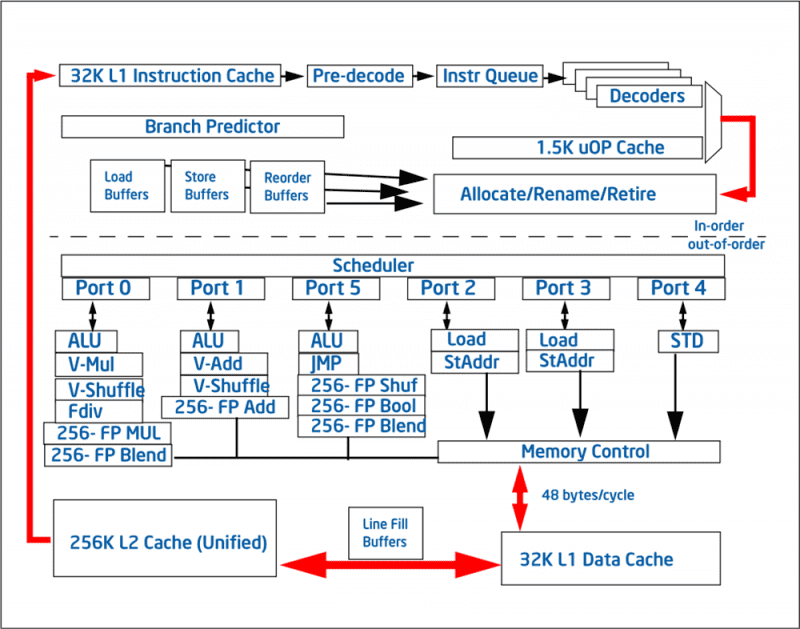 32K L1 Instruction Cache
Pre-decode
Instr Queue
Decoders
Branch Predictor
1.5K uOP Cache
Load
Buffers
Store
Buffers
Reorder
Buffers
Allocate/Rename/Retire
In-order
out-of-order
Scheduler
Port 0
Port 1
Port 5
Port 2
Port 3
Port 4
ALU
V-Mul
V-Shuffle
Fdiv
256- FP MUL
256- FP Blend
ALU
V-Add
V-Shuffle
256- FP Add
ALU
JMP
256- FP Shuf
256- FP Bool
256- FP Blend
Load
StAddr
Load
StAddr
STD
Memory Control
48 bytes/cycle
256K L2 Cache (Unified)
Line Fill
Buffers
32K L1 Data Cache